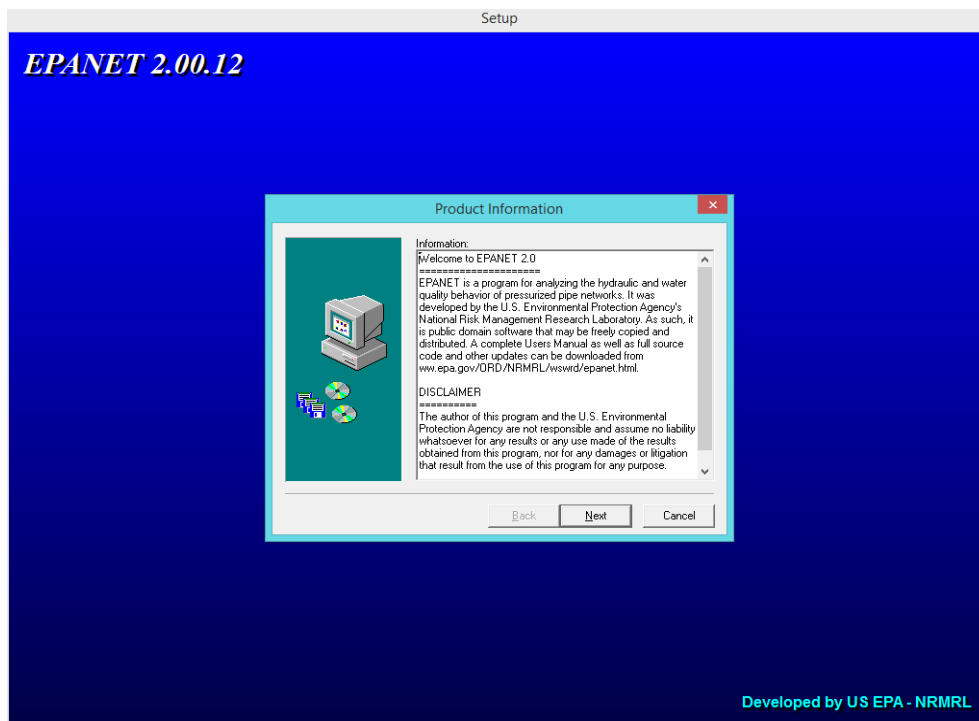 Setup
EPANET 2.00.12
Product Information
Information:
Welcome to EPANET 2.0
=====================
EPANET is a program for analyzing the hydraulic and water
quality behavior of pressurized pipe networks. It was
developed by the U.S. Environmental Protection Agency's
National Risk Management Research Laboratory. As such, it
is public domain software that may be freely copied and
distributed. A complete Users Manual as well as full source
code and other updates can be downloaded from
ww.epa.gov/ORD/NRMRL/wswrd/epanet.html.
DISCLAIMER
==========
The author of this program and the U.S. Environmental
Protection Agency are not responsible and assume no liability
whatsoever for any results or any use made of the results
obtained from this program, nor for any damages or litigation
that result from the use of this program for any purpose.
Back Next Cancel
Developed by US EPA - NRMRL